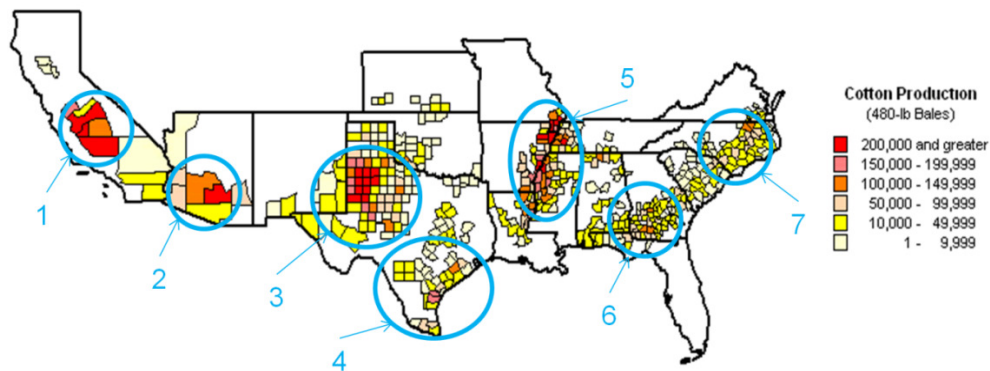 1
2
3
4
5
6
7
Cotton Production
(480-lb Bales)
200,000 and greater
150,000 - 199,999
100,000 - 149,999
50,000 - 99,999
10,000 - 49,999
1 - 9,999